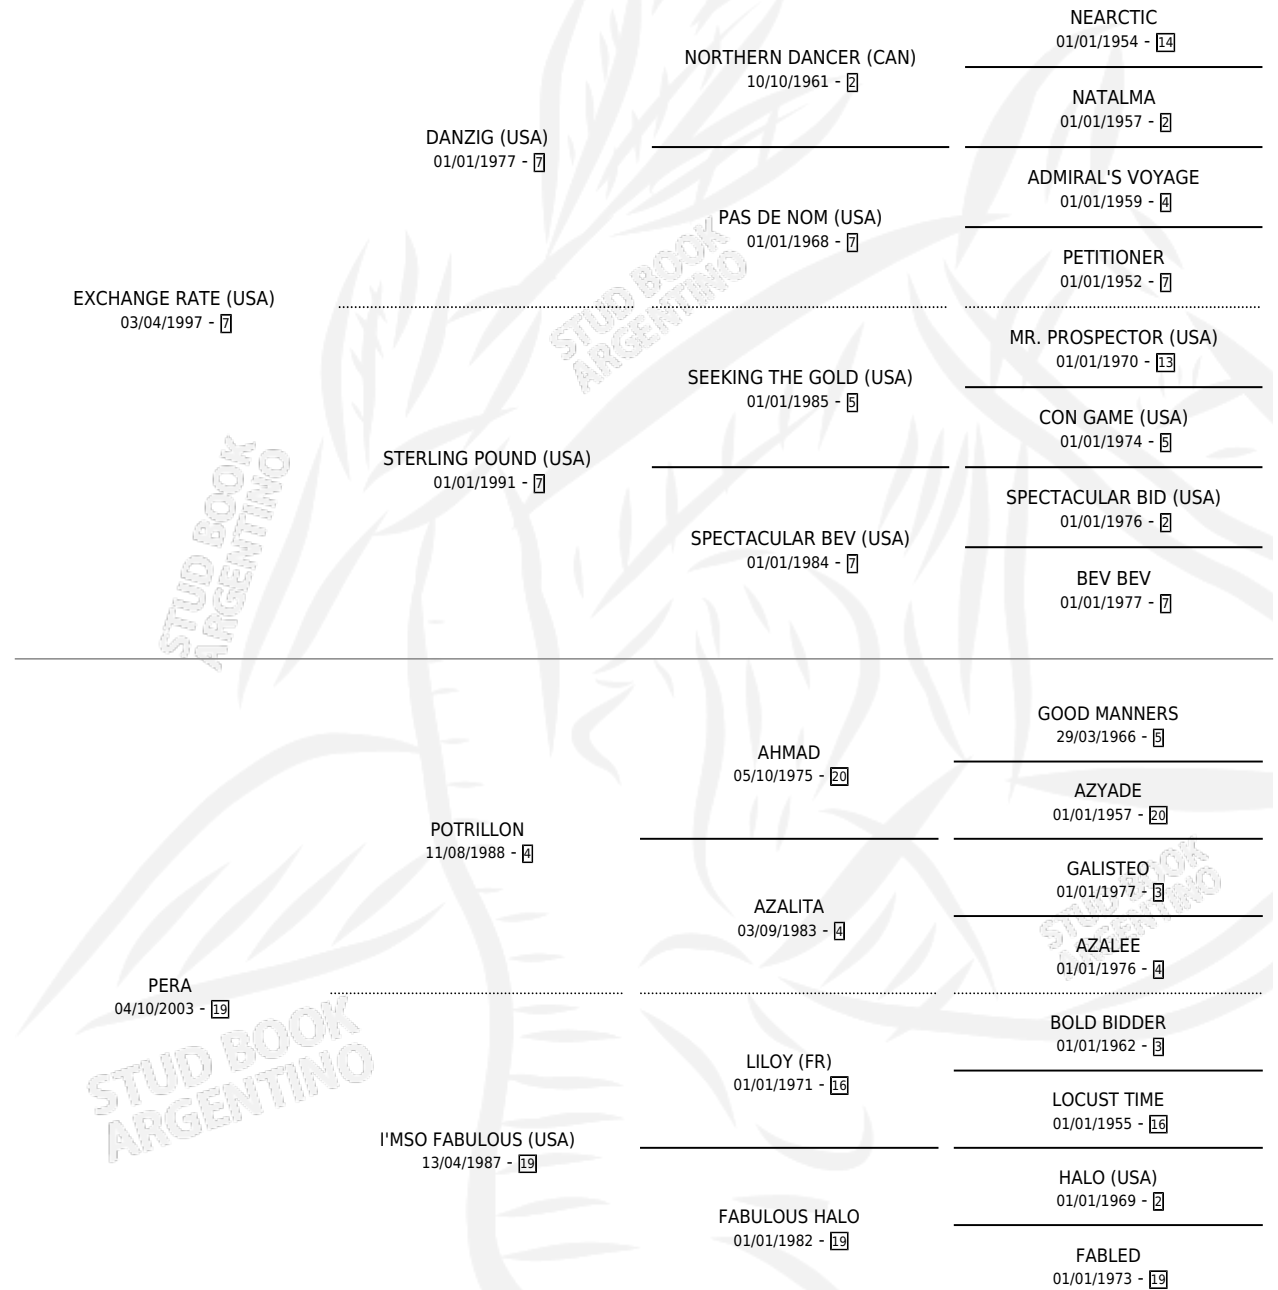 NEARCTIC
01/01/1954 - 14
NORTHERN DANCER (CAN)
10/10/1961 - 2
NATALMA
01/01/1957 - 2
DANZIG (USA)
01/01/1977 - 7
ADMIRAL'S VOYAGE
01/01/1959 - 4
PAS DE NOM (USA)
01/01/1968 - 7
PETITIONER
01/01/1952 - 7
EXCHANGE RATE (USA)
03/04/1997 - 7
STUD BOOK
ARGENTINO
MR. PROSPECTOR (USA)
01/01/1970 - 13
SEEKING THE GOLD (USA)
01/01/1985 - 5
CON GAME (USA)
01/01/1974 - 5
STERLING POUND (USA)
01/01/1991 - 7
SPECTACULAR BID (USA)
01/01/1976 - 2
SPECTACULAR BEV (USA)
01/01/1984 - 7
BEV BEV
01/01/1977 - 7
STUD BOOK
ARGENTINO
GOOD MANNERS
29/03/1966 - 5
AHMAD
05/10/1975 - 20
AZYADE
01/01/1957 - 20
POTRILLON
11/08/1988 - 4
GALISTEO
01/01/1977 - 3
AZALITA
03/09/1983 - 4
STUD BOOK
ARGENTINO
AZALEE
01/01/1976 - 4
PERA
04/10/2003 - 19
BOLD BIDDER
01/01/1962 - 3
LILOY (FR)
01/01/1971 - 16
STUD BOOK
ARGENTINO
LOCUST TIME
01/01/1955 - 16
I'MSO FABULOUS (USA)
13/04/1987 - 19
HALO (USA)
01/01/1969 - 2
FABULOUS HALO
01/01/1982 - 19
FABLED
01/01/1973 - 19